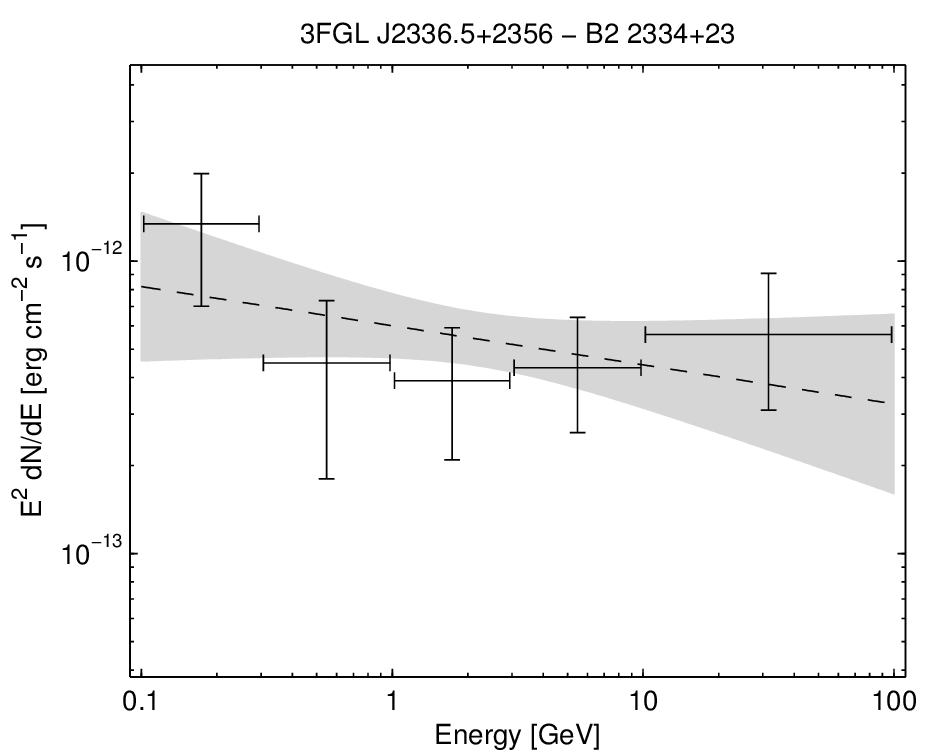 3FGL J2336.5+2356 − B2 2334+23
E² dN/dE [erg cm⁻² s⁻¹]
10⁻¹²
10⁻¹³
0.1 1 10 100
Energy [GeV]